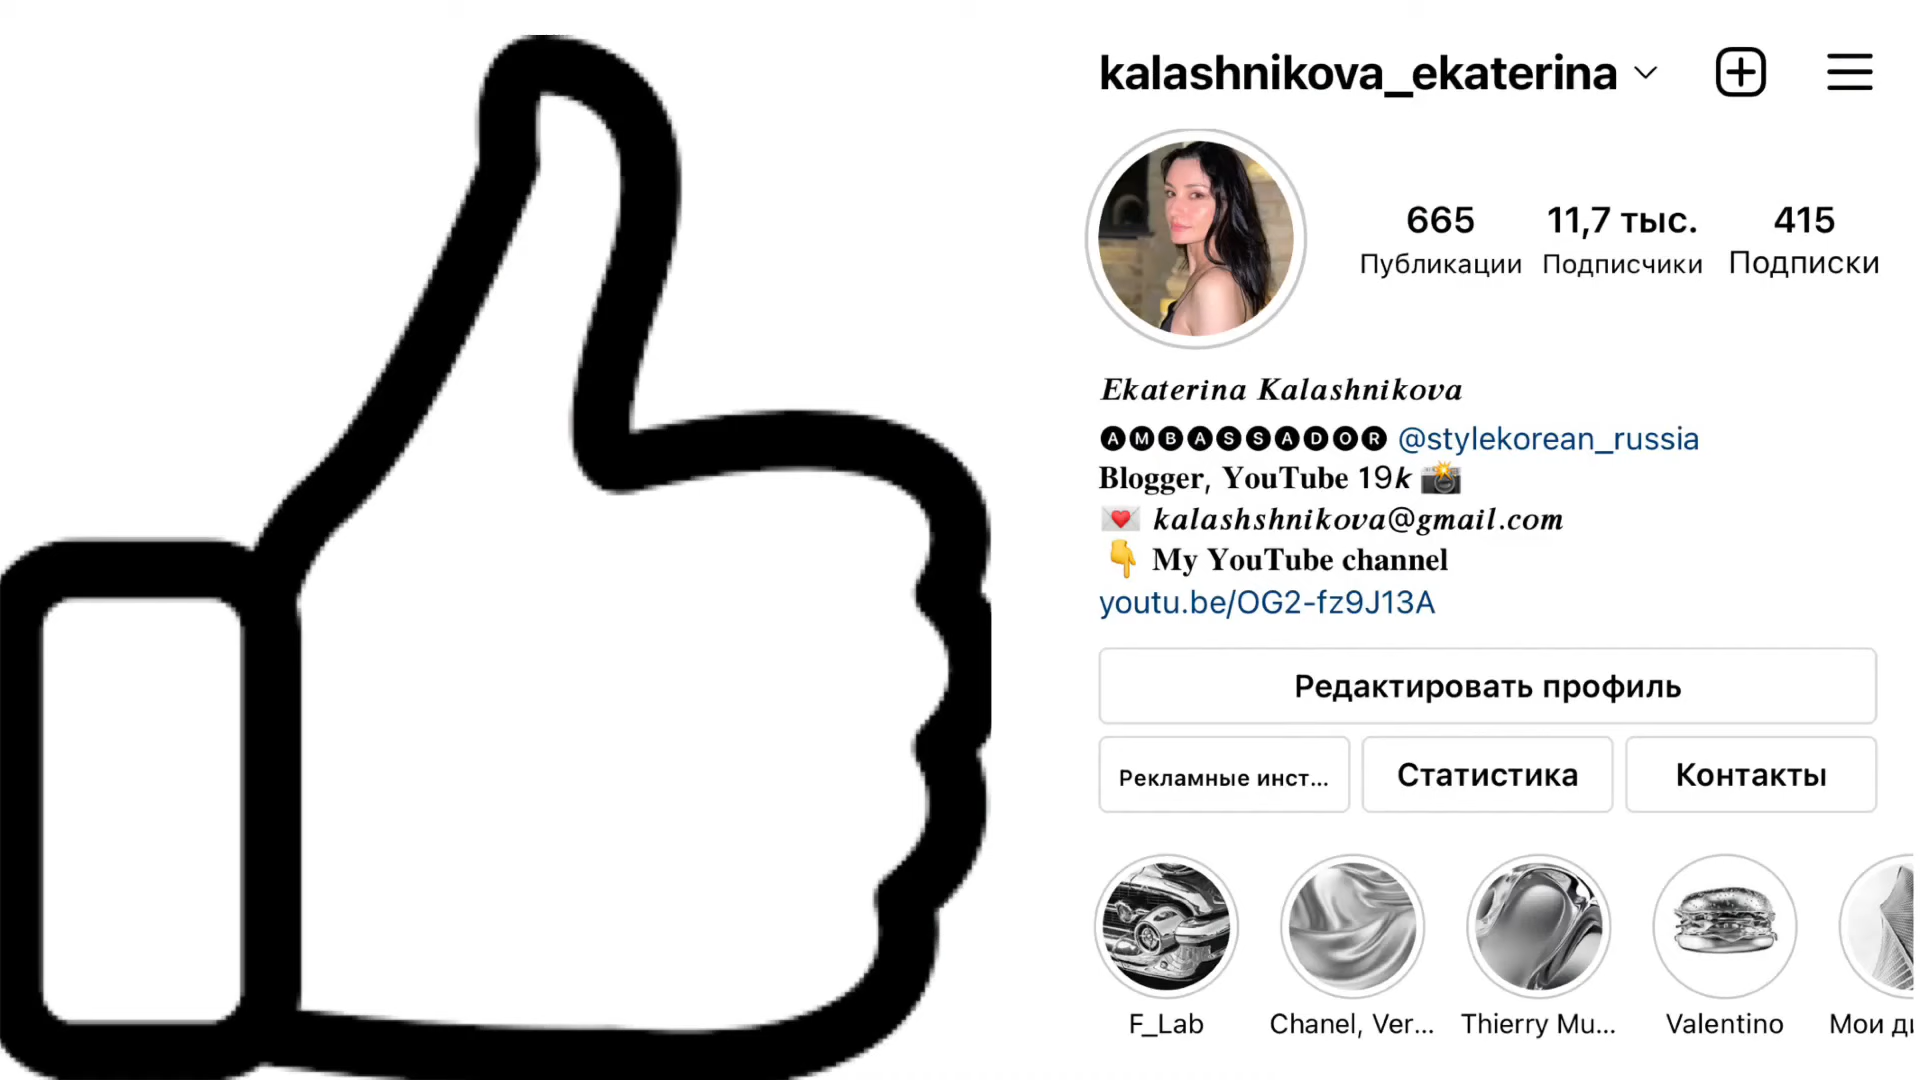 kalashnikova_ekaterina
665 11,7 тыс. 415
Публикации Подписчики Подписки
Ekaterina Kalashnikova
AMBASSADOR @stylekorean_russia
Blogger, YouTube 19k
kalashshnikova@gmail.com
My YouTube channel
youtu.be/OG2-fz9J13A
Редактировать профиль
Рекламные инст... Статистика Контакты
F_Lab Chanel, Ver... Thierry Mu... Valentino Мои